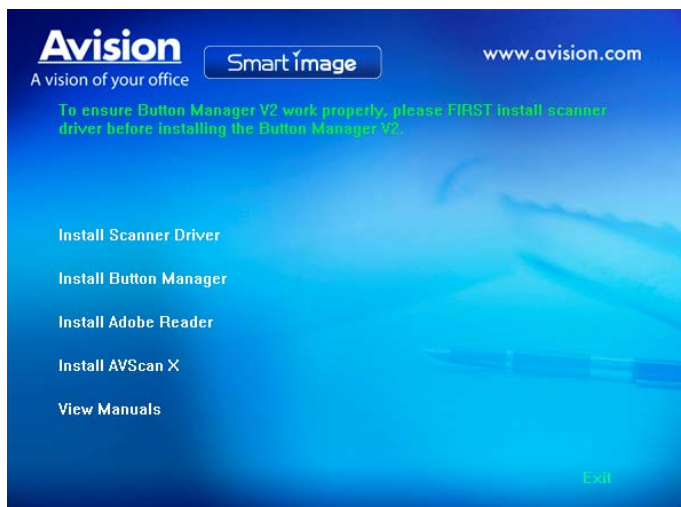 Avision
A vision of your office
Smart image
www.avision.com
To ensure Button Manager V2 work properly, please FIRST install scanner
driver before installing the Button Manager V2.
Install Scanner Driver
Install Button Manager
Install Adobe Reader
Install AVScan X
View Manuals
Exit